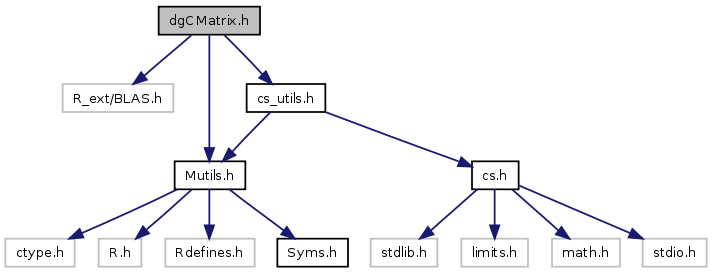 dgCMatrix.h
R_ext/BLAS.h
cs_utils.h
Mutils.h
cs.h
ctype.h
R.h
Rdefines.h
Syms.h
stdlib.h
limits.h
math.h
stdio.h